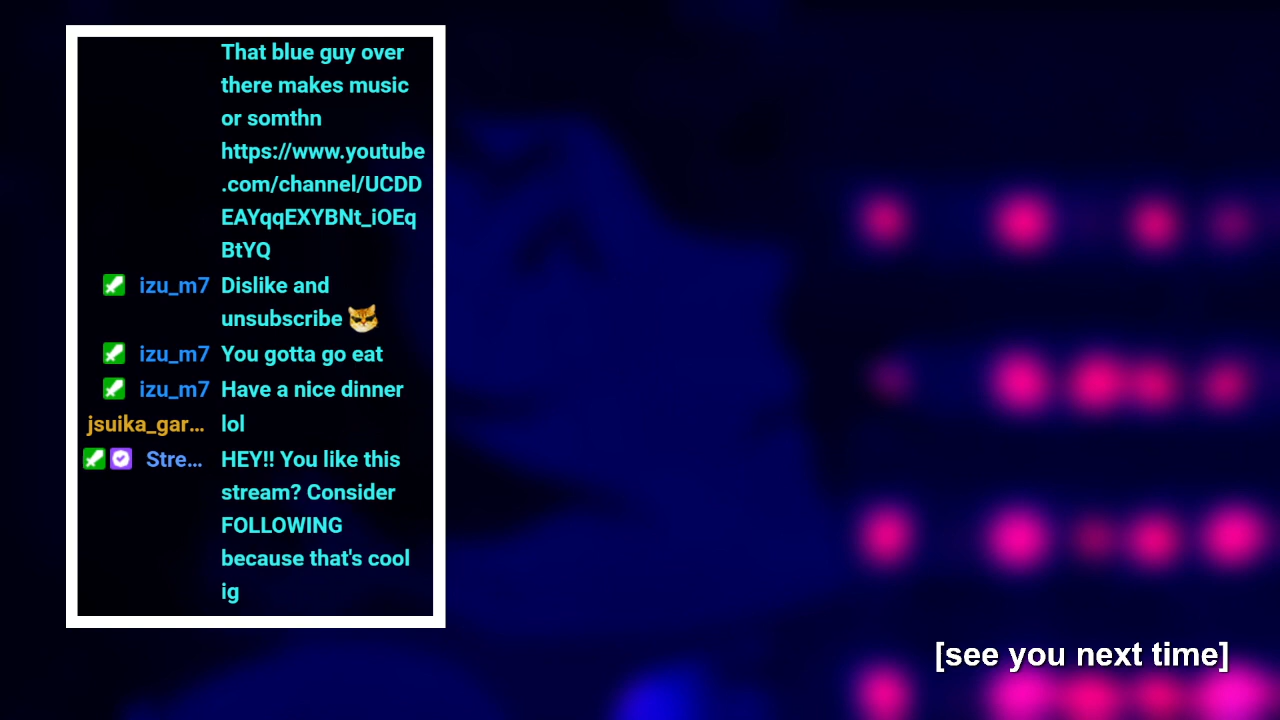 That blue guy over
there makes music
or somthn
https://www.youtube
.com/channel/UCDD
EAYqqEXYBNt_iOEq
BtYQ
izu_m7 Dislike and
unsubscribe
izu_m7 You gotta go eat
izu_m7 Have a nice dinner
jsuika_gar... lol
Stre... HEY!! You like this
stream? Consider
FOLLOWING
because that's cool
ig
[see you next time]